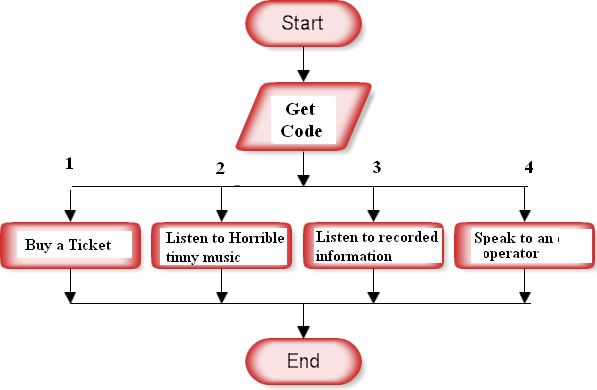 Start
Get
Code
1
2
3
4
Buy a Ticket
Listen to Horrible
tinny music
Listen to recorded
information
Speak to an
operator
End